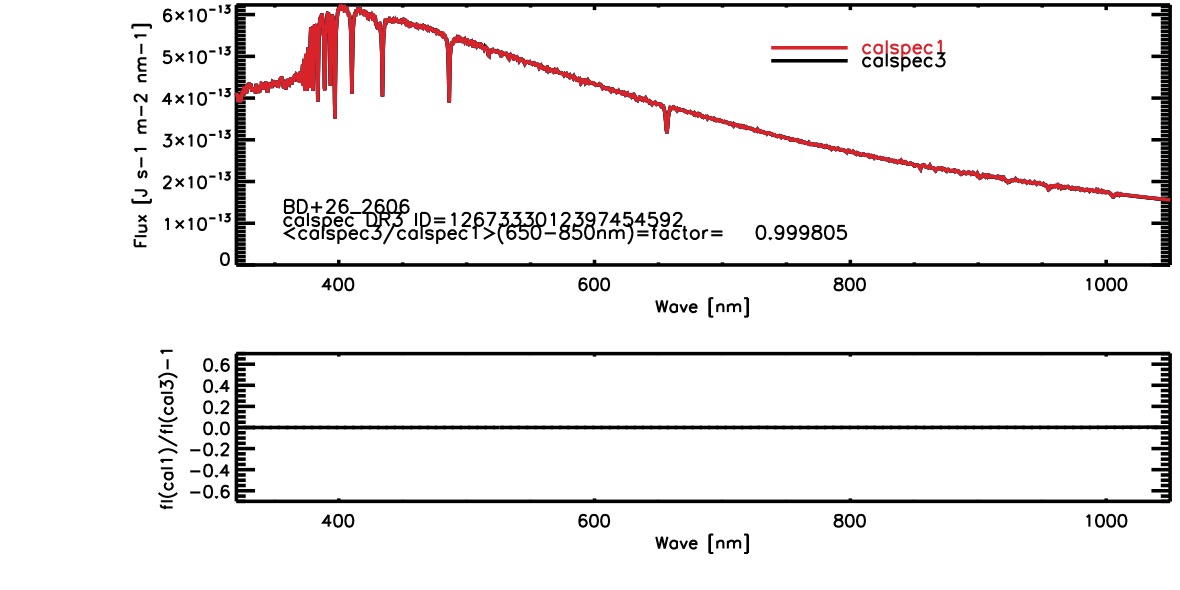 6×10−13
5×10−13
4×10−13
3×10−13
2×10−13
1×10−13
0
Flux [J s−1 m−2 nm−1]
calspec1
calspec3
BD+26_2606
calspec DR3 ID=1267333012397454592
<calspec3/calspec1>(650−850nm)=factor= 0.999805
400 600 800 1000
Wave [nm]
0.6
0.4
0.2
0.0
−0.2
−0.4
−0.6
fl(cal1)/fl(cal3)−1
400 600 800 1000
Wave [nm]